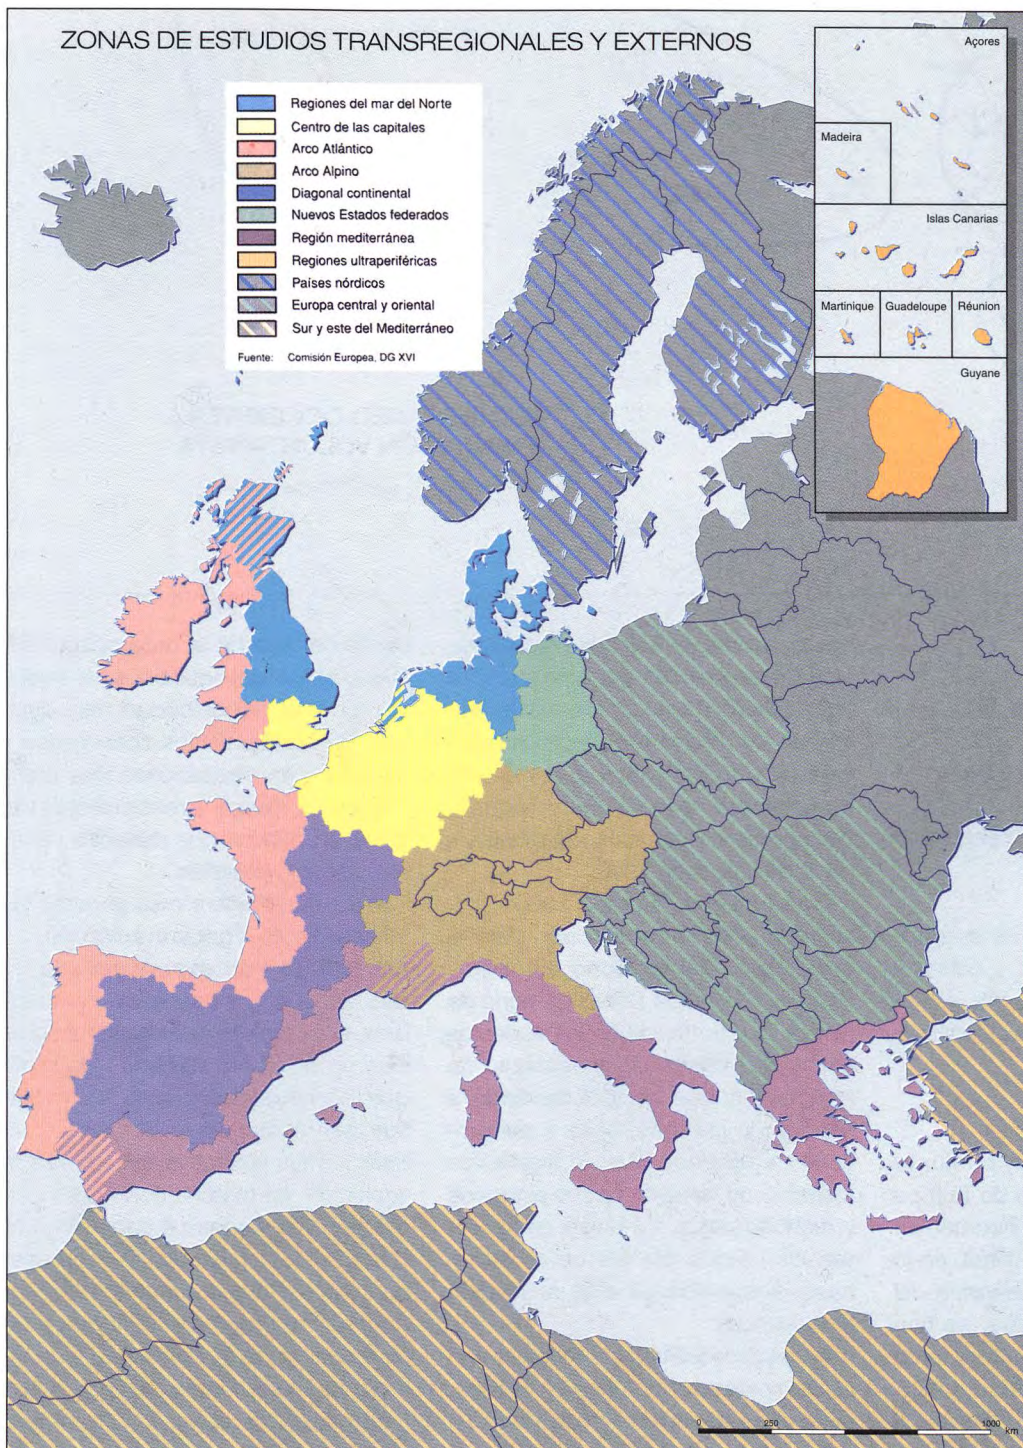 ZONAS DE ESTUDIOS TRANSREGIONALES Y EXTERNOS
Regiones del mar del Norte
Centro de las capitales
Arco Atlántico
Arco Alpino
Diagonal continental
Nuevos Estados federados
Región mediterránea
Regiones ultraperiféricas
Países nórdicos
Europa central y oriental
Sur y este del Mediterráneo
Fuente: Comisión Europea, DG XVI
Açores
Madeira
Islas Canarias
Martinique Guadeloupe Réunion
Guyane
0 250 1000
km